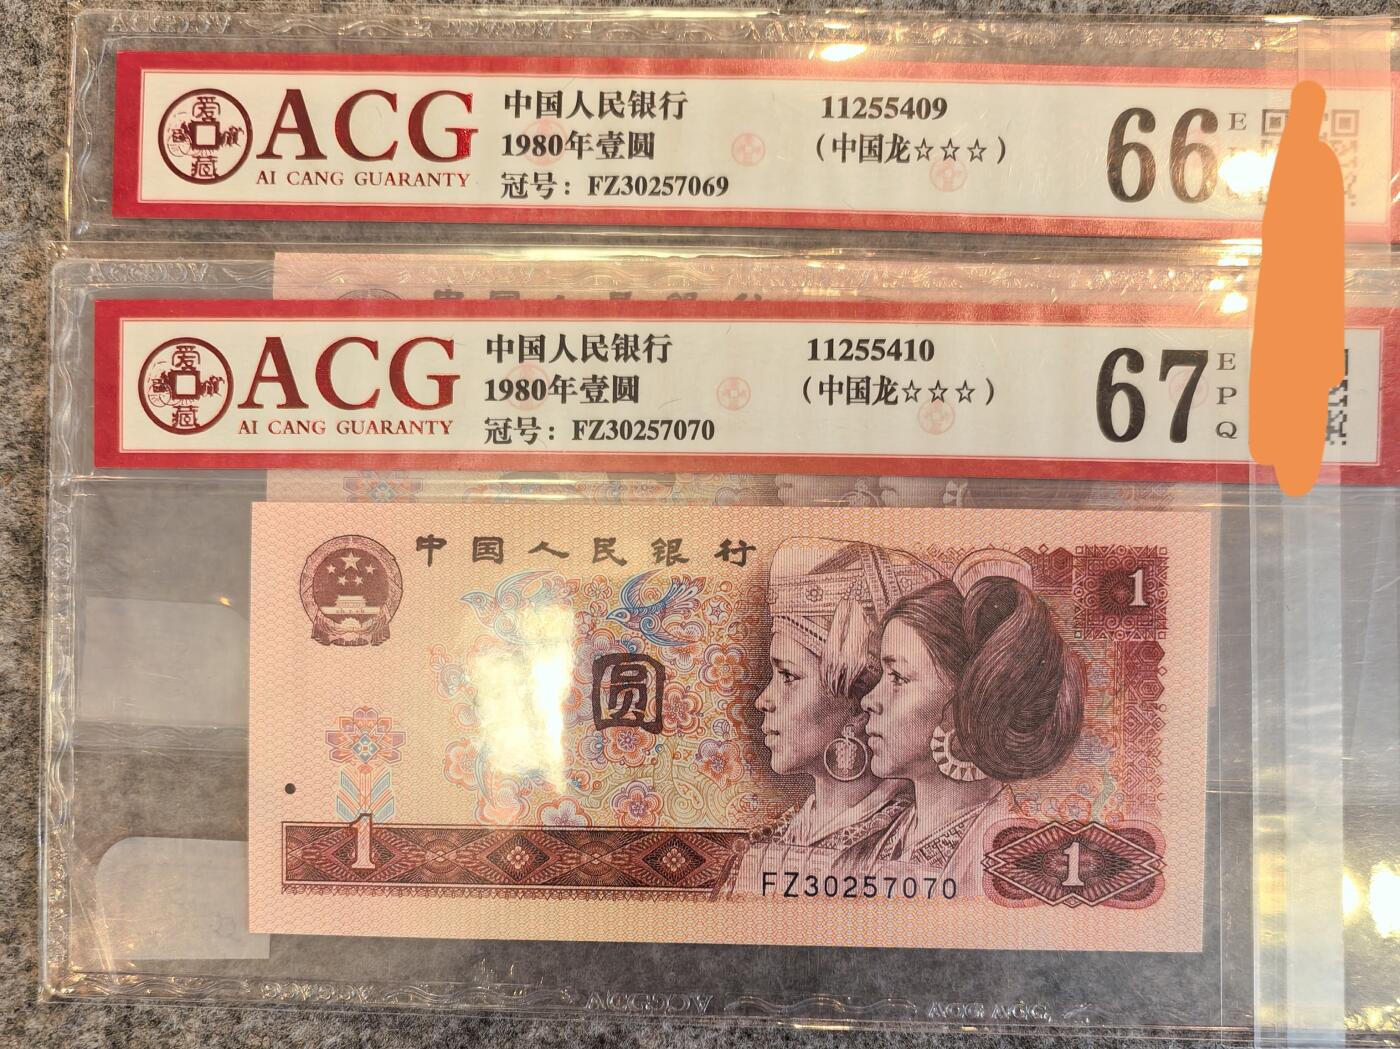 爱
藏
ACG
AI CANG GUARANTY
中国人民银行
1980年壹圆
冠号：FZ30257069
11255409
（中国龙☆☆☆）
66
E
爱
藏
ACG
AI CANG GUARANTY
中国人民银行
1980年壹圆
冠号：FZ30257070
11255410
（中国龙☆☆☆）
67
E
P
Q
中国人民银行
1
圆
1
FZ30257070
1
ACG ACG